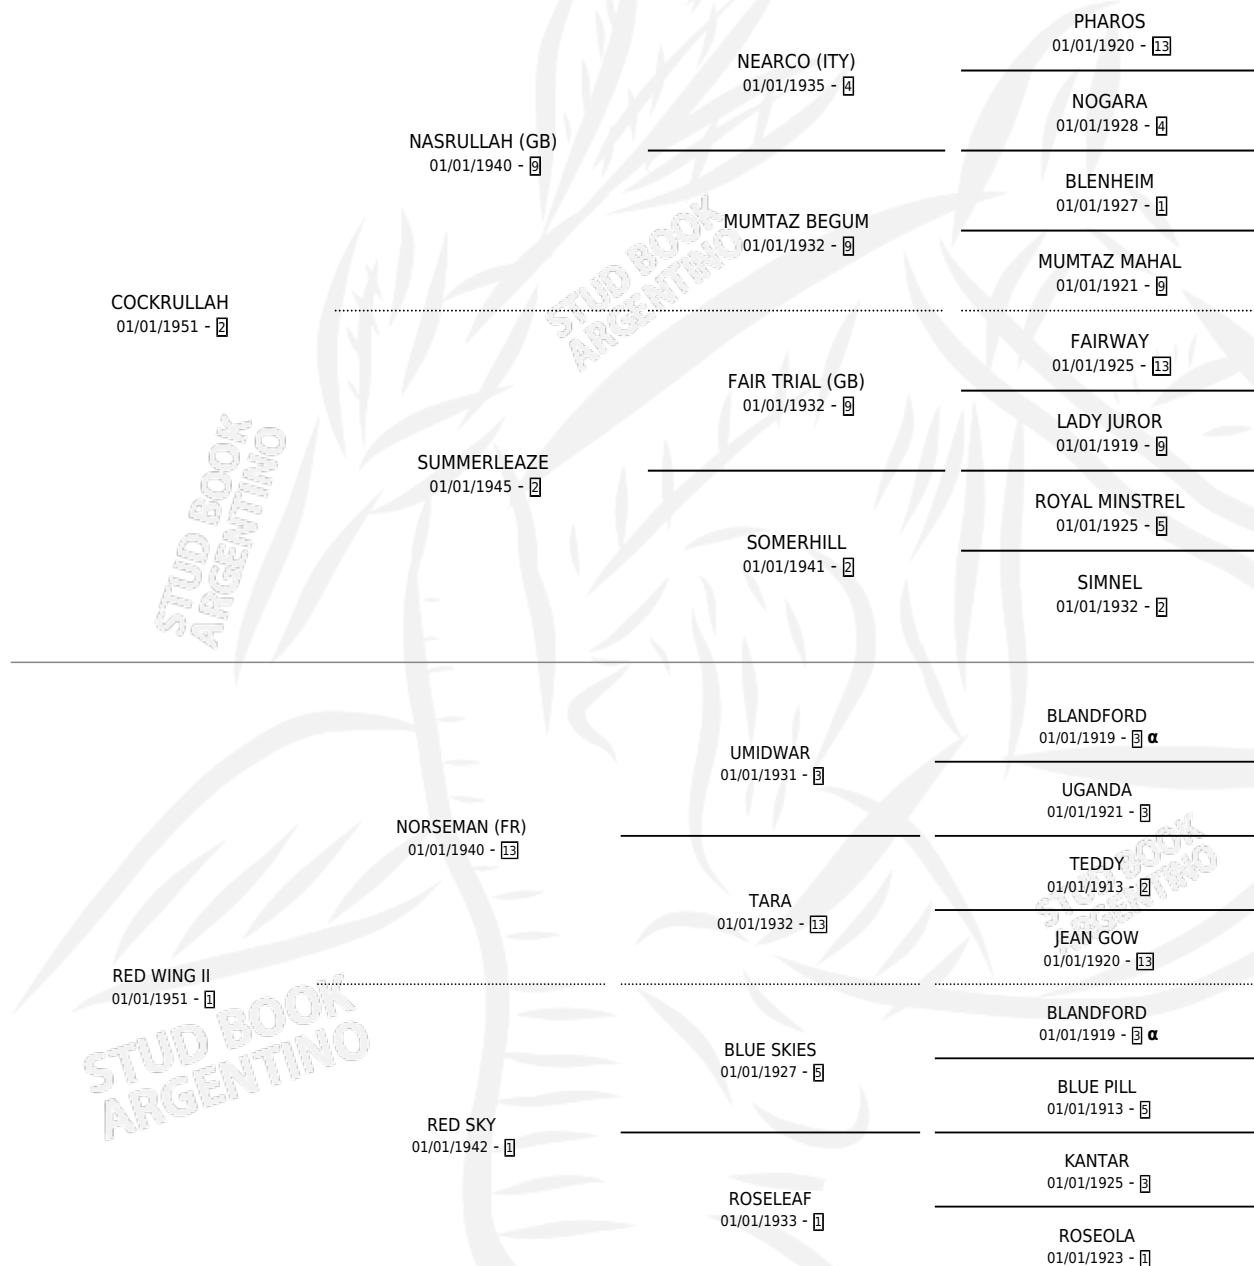 PHAROS
01/01/1920 - 13
NEARCO (ITY)
01/01/1935 - 4
NOGARA
01/01/1928 - 4
NASRULLAH (GB)
01/01/1940 - 9
BLENHEIM
01/01/1927 - 1
MUMTAZ BEGUM
01/01/1932 - 9
MUMTAZ MAHAL
01/01/1921 - 9
STUD BOOK
ARGENTINO
COCKRULLAH
01/01/1951 - 2
FAIRWAY
01/01/1925 - 13
FAIR TRIAL (GB)
01/01/1932 - 9
LADY JUROR
01/01/1919 - 9
SUMMERLEAZE
01/01/1945 - 2
ROYAL MINSTREL
01/01/1925 - 5
SOMERHILL
01/01/1941 - 2
SIMNEL
01/01/1932 - 2
STUD BOOK
ARGENTINO
BLANDFORD
01/01/1919 - 3 α
UMIDWAR
01/01/1931 - 3
UGANDA
01/01/1921 - 3
NORSEMAN (FR)
01/01/1940 - 13
TEDDY
01/01/1913 - 2
TARA
01/01/1932 - 13
JEAN GOW
01/01/1920 - 13
STUD BOOK
ARGENTINO
RED WING II
01/01/1951 - 1
BLANDFORD
01/01/1919 - 3 α
BLUE SKIES
01/01/1927 - 5
BLUE PILL
01/01/1913 - 5
RED SKY
01/01/1942 - 1
KANTAR
01/01/1925 - 3
ROSELEAF
01/01/1933 - 1
ROSEOLA
01/01/1923 - 1
STUD BOOK
ARGENTINO